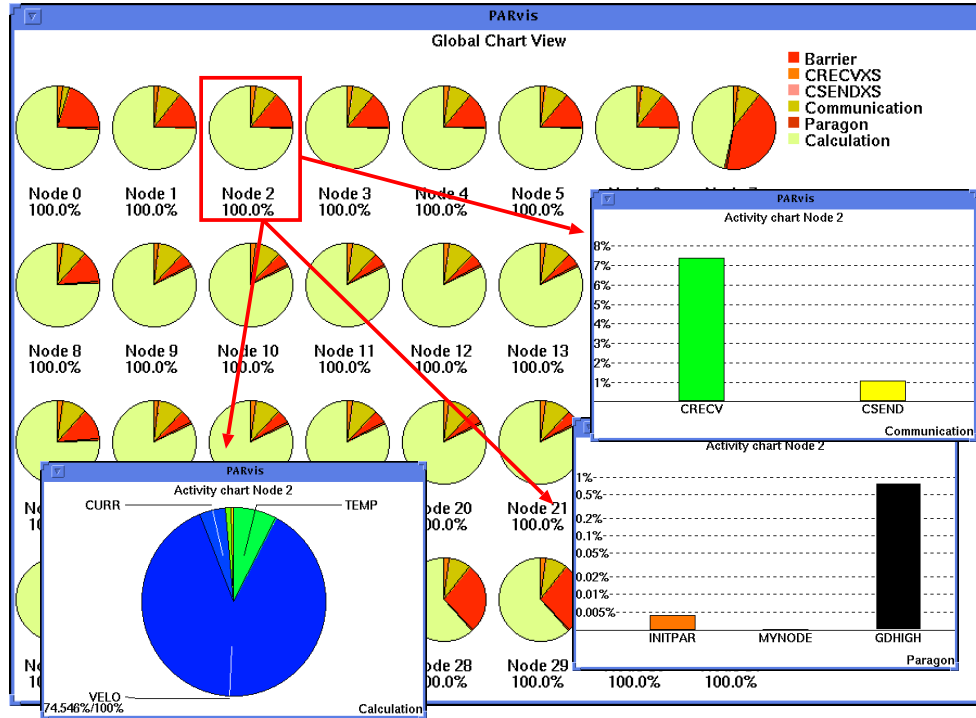 PARvis
Global Chart View
Barrier
CRECVXS
CSENDXS
Communication
Paragon
Calculation
Node 0
100.0%
Node 1
100.0%
Node 2
100.0%
Node 3
100.0%
Node 4
100.0%
Node 5
100.0%
PARvis
Activity chart Node 2
8%
7%
6%
5%
4%
3%
2%
1%
CRECV
CSEND
Communication
Node 8
100.0%
Node 9
100.0%
Node 10
100.0%
Node 11
100.0%
Node 12
100.0%
Node 13
100.0%
Activity chart Node 2
1%
0.5%
0.2%
0.1%
0.05%
0.02%
0.01%
0.005%
INITPAR
MYNODE
GDHIGH
Paragon
Node 20
100.0%
Node 21
100.0%
PARvis
Activity chart Node 2
CURR
TEMP
VELO
74.546%/100%
Calculation
Node 28
100.0%
Node 29
100.0%
100.0%
100.0%